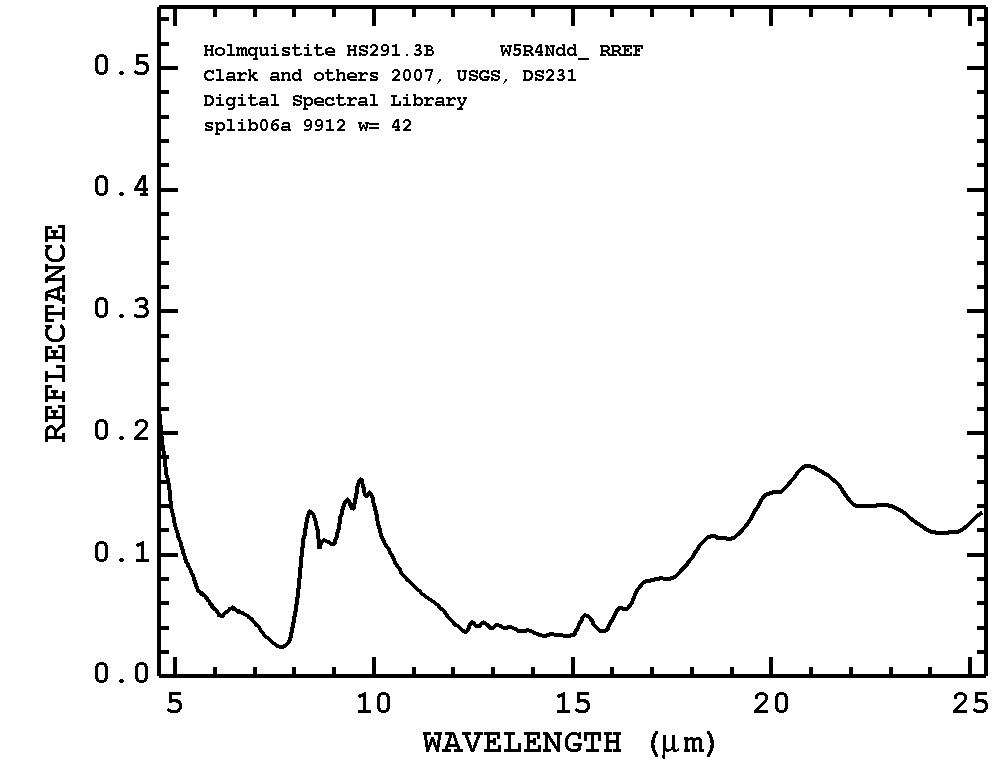 Holmquistite HS291.3B W5R4Ndd_ RREF
Clark and others 2007, USGS, DS231
Digital Spectral Library
splib06a 9912 w= 42
REFLECTANCE
0.5
0.4
0.3
0.2
0.1
0.0
5 10 15 20 25
WAVELENGTH (μm)